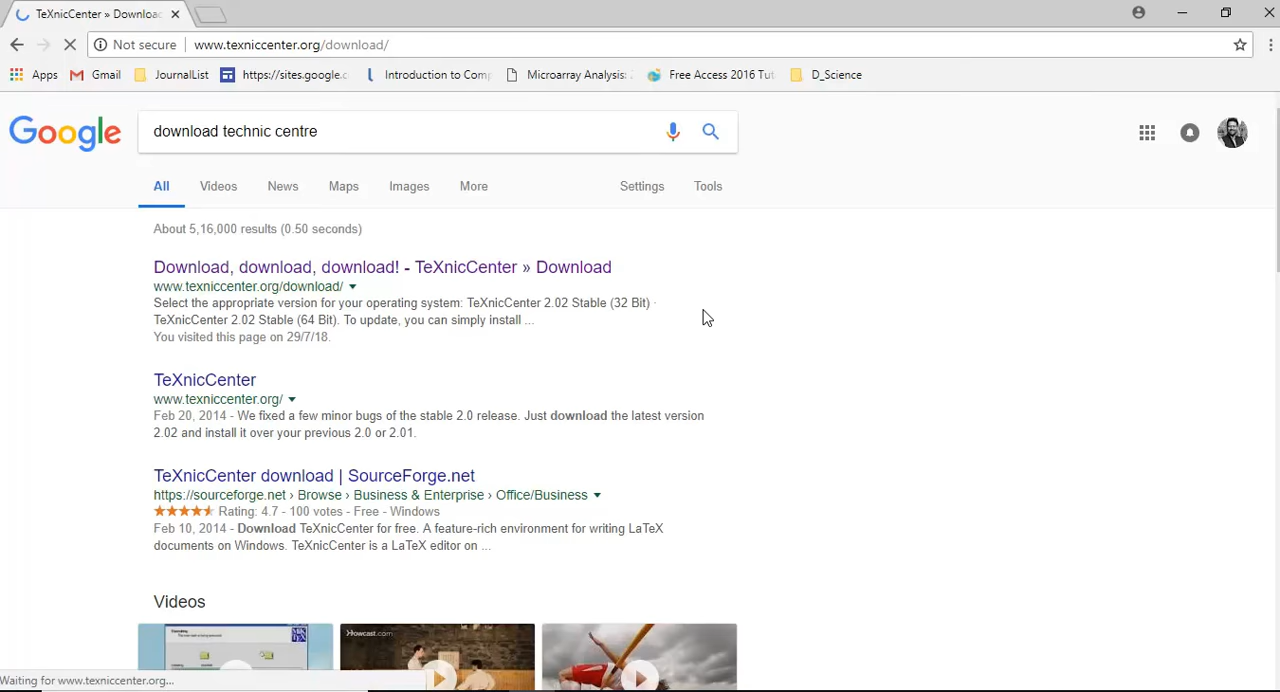 TeXnicCenter » Downloa
Not secure www.texniccenter.org/download/
Apps Gmail JournalList https://sites.google.c Introduction to Comp Microarray Analysis: Free Access 2016 Tut D_Science
Google download technic centre
All Videos News Maps Images More Settings Tools
About 5,16,000 results (0.50 seconds)
Download, download, download! - TeXnicCenter » Download
www.texniccenter.org/download/
Select the appropriate version for your operating system: TeXnicCenter 2.02 Stable (32 Bit) ·
TeXnicCenter 2.02 Stable (64 Bit). To update, you can simply install ...
You visited this page on 29/7/18.
TeXnicCenter
www.texniccenter.org/
Feb 20, 2014 - We fixed a few minor bugs of the stable 2.0 release. Just download the latest version
2.02 and install it over your previous 2.0 or 2.01.
TeXnicCenter download | SourceForge.net
https://sourceforge.net › Browse › Business & Enterprise › Office/Business
Rating: 4.7 - 100 votes - Free - Windows
Feb 10, 2014 - Download TeXnicCenter for free. A feature-rich environment for writing LaTeX
documents on Windows. TeXnicCenter is a LaTeX editor on ...
Videos
Howcast.com
Waiting for www.texniccenter.org...